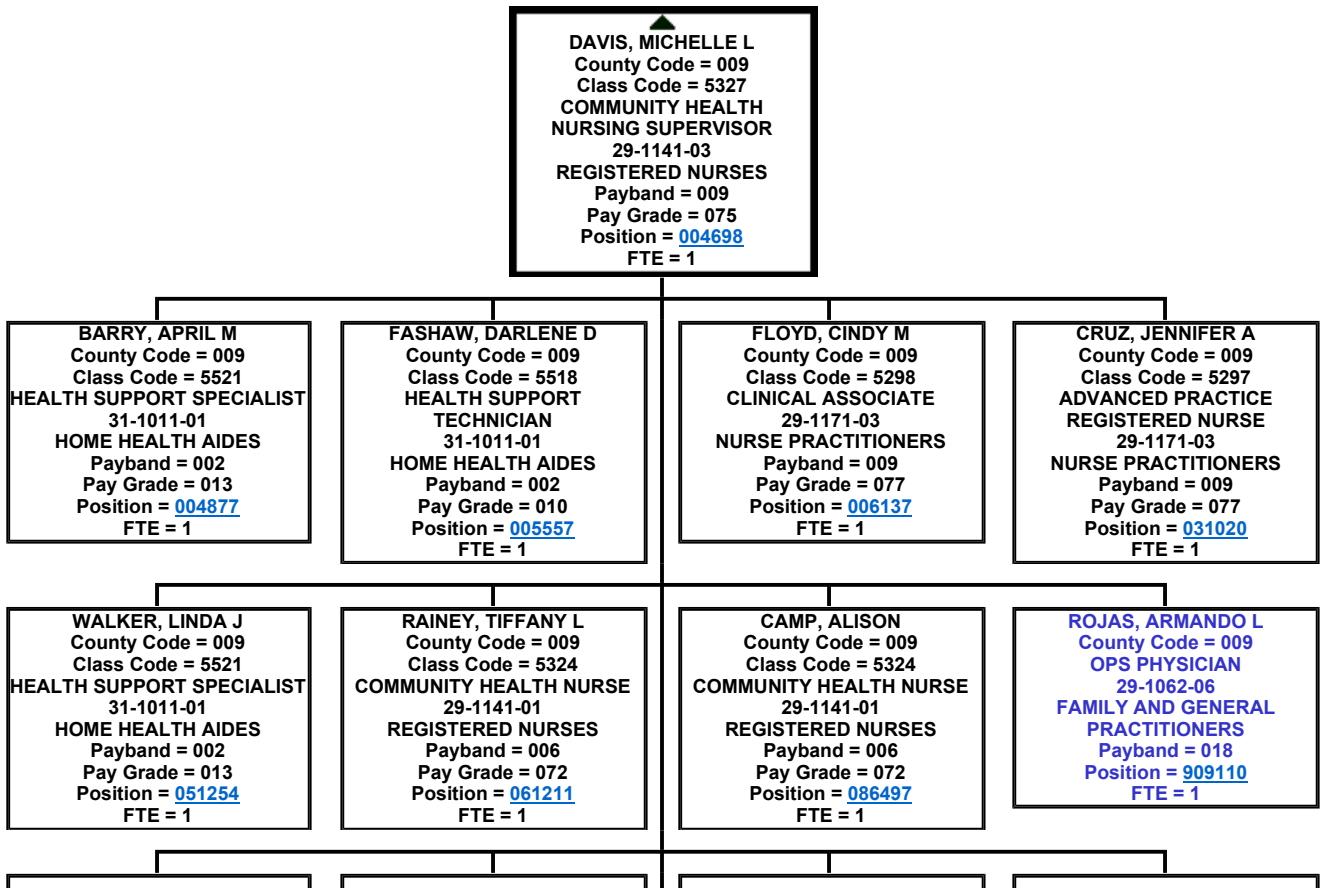 DAVIS, MICHELLE L
County Code = 009
Class Code = 5327
COMMUNITY HEALTH
NURSING SUPERVISOR
29-1141-03
REGISTERED NURSES
Payband = 009
Pay Grade = 075
Position = 004698
FTE = 1
BARRY, APRIL M
County Code = 009
Class Code = 5521
HEALTH SUPPORT SPECIALIST
31-1011-01
HOME HEALTH AIDES
Payband = 002
Pay Grade = 013
Position = 004877
FTE = 1
FASHAW, DARLENE D
County Code = 009
Class Code = 5518
HEALTH SUPPORT
TECHNICIAN
31-1011-01
HOME HEALTH AIDES
Payband = 002
Pay Grade = 010
Position = 005557
FTE = 1
FLOYD, CINDY M
County Code = 009
Class Code = 5298
CLINICAL ASSOCIATE
29-1171-03
NURSE PRACTITIONERS
Payband = 009
Pay Grade = 077
Position = 006137
FTE = 1
CRUZ, JENNIFER A
County Code = 009
Class Code = 5297
ADVANCED PRACTICE
REGISTERED NURSE
29-1171-03
NURSE PRACTITIONERS
Payband = 009
Pay Grade = 077
Position = 031020
FTE = 1
WALKER, LINDA J
County Code = 009
Class Code = 5521
HEALTH SUPPORT SPECIALIST
31-1011-01
HOME HEALTH AIDES
Payband = 002
Pay Grade = 013
Position = 051254
FTE = 1
RAINEY, TIFFANY L
County Code = 009
Class Code = 5324
COMMUNITY HEALTH NURSE
29-1141-01
REGISTERED NURSES
Payband = 006
Pay Grade = 072
Position = 061211
FTE = 1
CAMP, ALISON
County Code = 009
Class Code = 5324
COMMUNITY HEALTH NURSE
29-1141-01
REGISTERED NURSES
Payband = 006
Pay Grade = 072
Position = 086497
FTE = 1
ROJAS, ARMANDO L
County Code = 009
OPS PHYSICIAN
29-1062-06
FAMILY AND GENERAL
PRACTITIONERS
Payband = 018
Position = 909110
FTE = 1